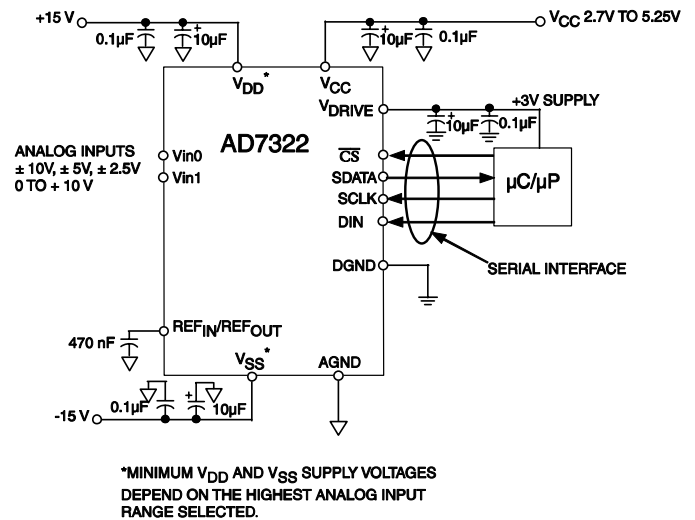 +15 V
0.1µF
10µF
+
VCC 2.7V TO 5.25V
+
10µF
0.1µF
VDD*
VCC
VDRIVE
+3V SUPPLY
+
10µF
0.1µF
AD7322
ANALOG INPUTS
± 10V, ± 5V, ± 2.5V
0 TO + 10 V
Vin0
Vin1
CS
SDATA
SCLK
DIN
µC/µP
DGND
SERIAL INTERFACE
REFIN/REFOUT
470 nF
VSS*
AGND
0.1µF
+
10µF
-15 V
*MINIMUM VDD AND VSS SUPPLY VOLTAGES
DEPEND ON THE HIGHEST ANALOG INPUT
RANGE SELECTED.